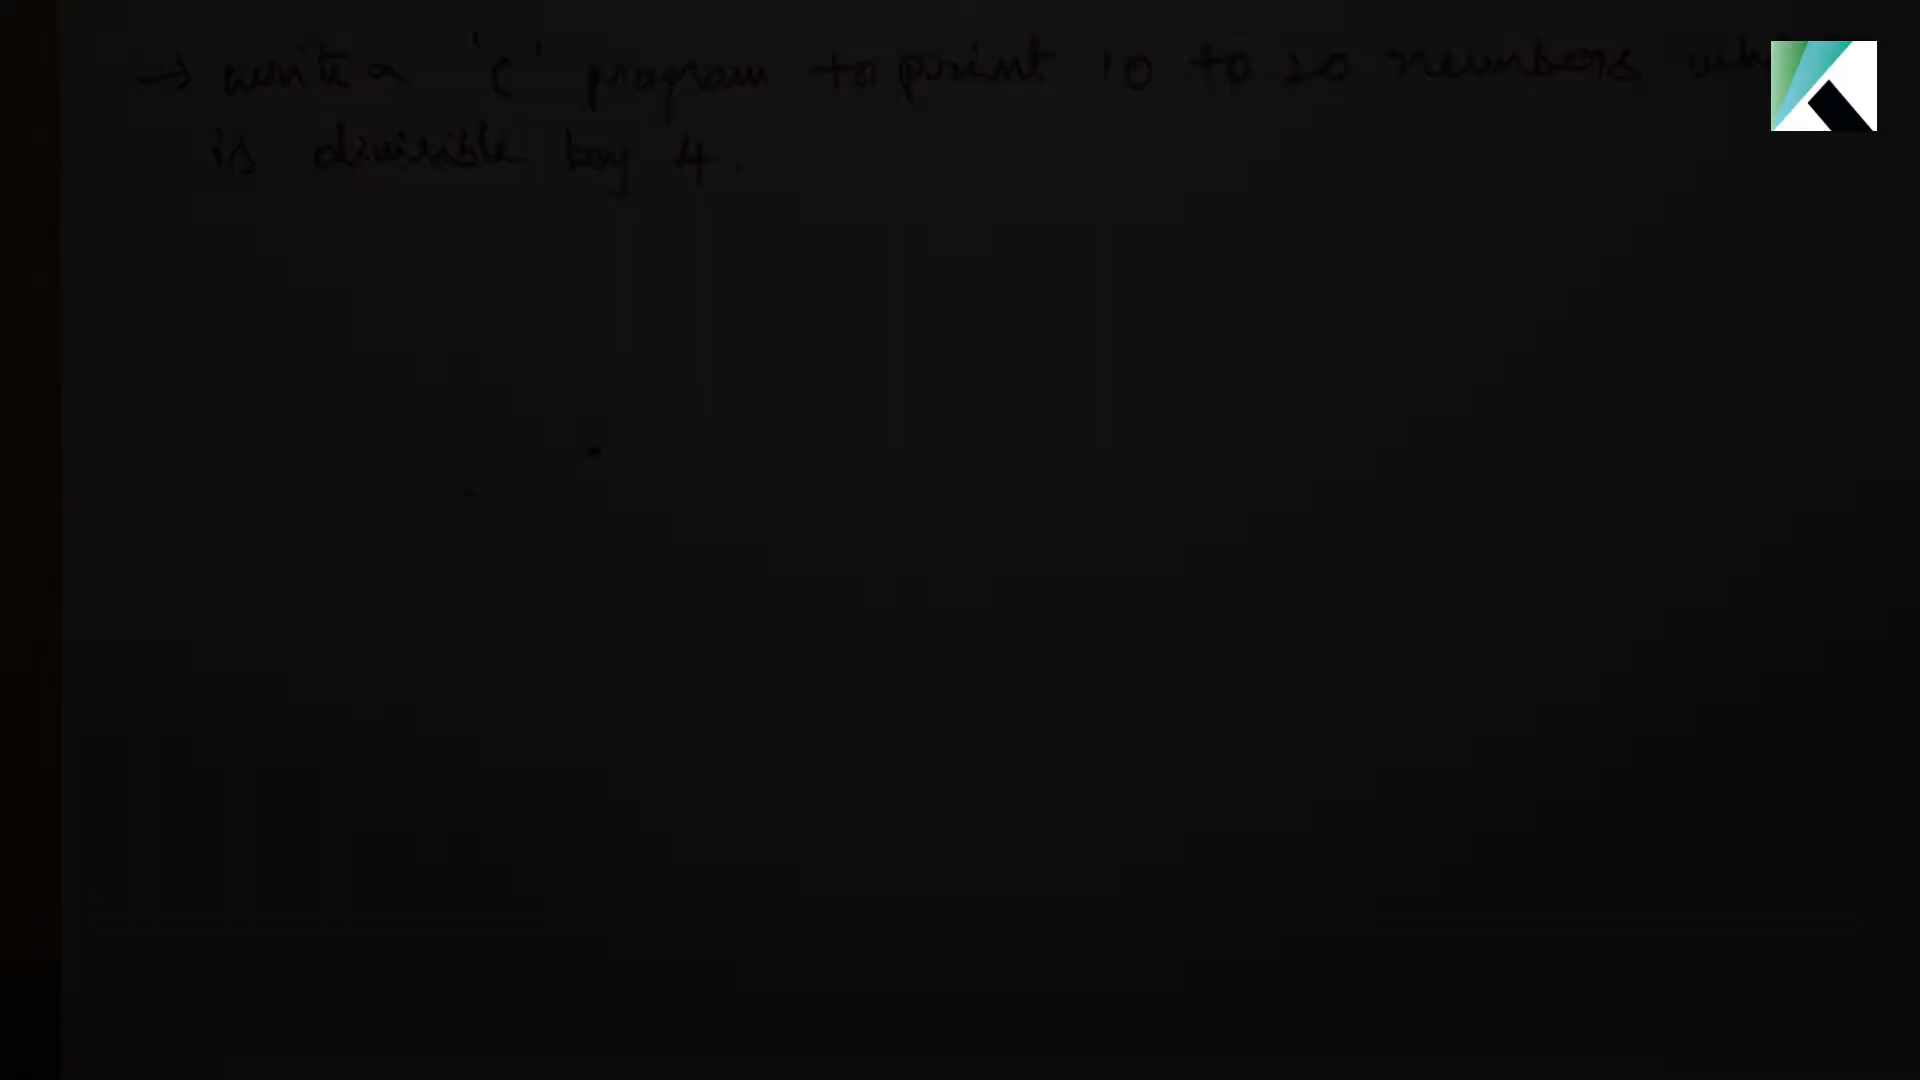 → write a 'C' program to print 10 to 20 numbers
is divisible by 4.